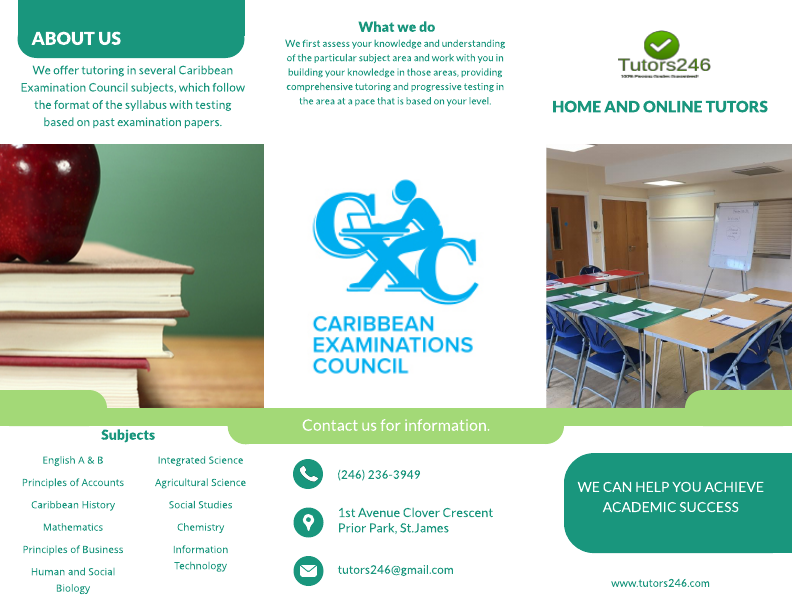 ABOUT US
We offer tutoring in several Caribbean
Examination Council subjects, which follow
the format of the syllabus with testing
based on past examination papers.
What we do
We first assess your knowledge and understanding
of the particular subject area and work with you in
building your knowledge in those areas, providing
comprehensive tutoring and progressive testing in
the area at a pace that is based on your level.
Tutors246
100% Passing Grades Guaranteed!
HOME AND ONLINE TUTORS
CXC
CARIBBEAN
EXAMINATIONS
COUNCIL
Subjects
English A & B
Principles of Accounts
Caribbean History
Mathematics
Principles of Business
Human and Social
Biology
Integrated Science
Agricultural Science
Social Studies
Chemistry
Information
Technology
Contact us for information.
(246) 236-3949
1st Avenue Clover Crescent
Prior Park, St.James
tutors246@gmail.com
WE CAN HELP YOU ACHIEVE
ACADEMIC SUCCESS
www.tutors246.com